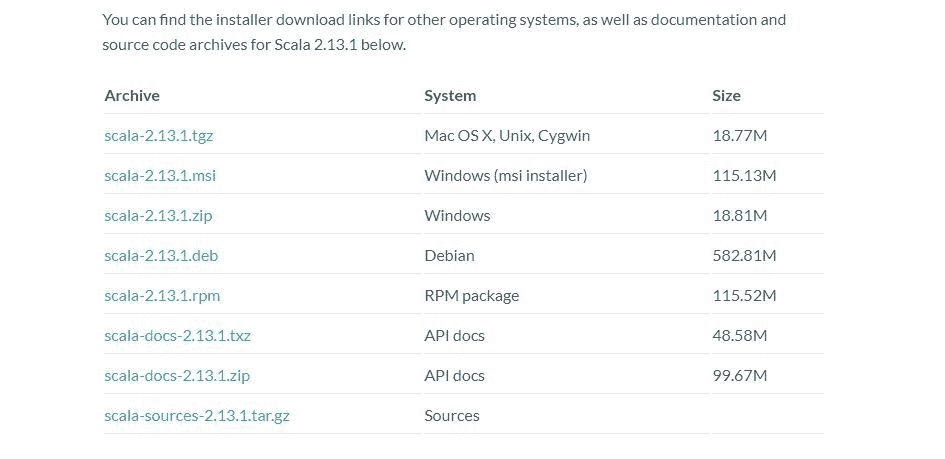 You can find the installer download links for other operating systems, as well as documentation and
source code archives for Scala 2.13.1 below.
Archive System Size
scala-2.13.1.tgz Mac OS X, Unix, Cygwin 18.77M
scala-2.13.1.msi Windows (msi installer) 115.13M
scala-2.13.1.zip Windows 18.81M
scala-2.13.1.deb Debian 582.81M
scala-2.13.1.rpm RPM package 115.52M
scala-docs-2.13.1.txz API docs 48.58M
scala-docs-2.13.1.zip API docs 99.67M
scala-sources-2.13.1.tar.gz Sources